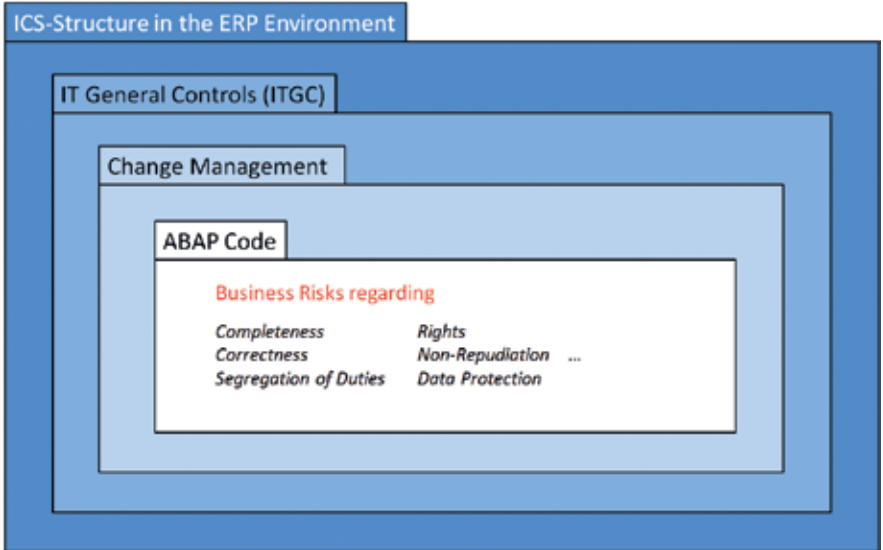 ICS-Structure in the ERP Environment
IT General Controls (ITGC)
Change Management
ABAP Code
Business Risks regarding
Completeness Rights
Correctness Non-Repudiation ...
Segregation of Duties Data Protection